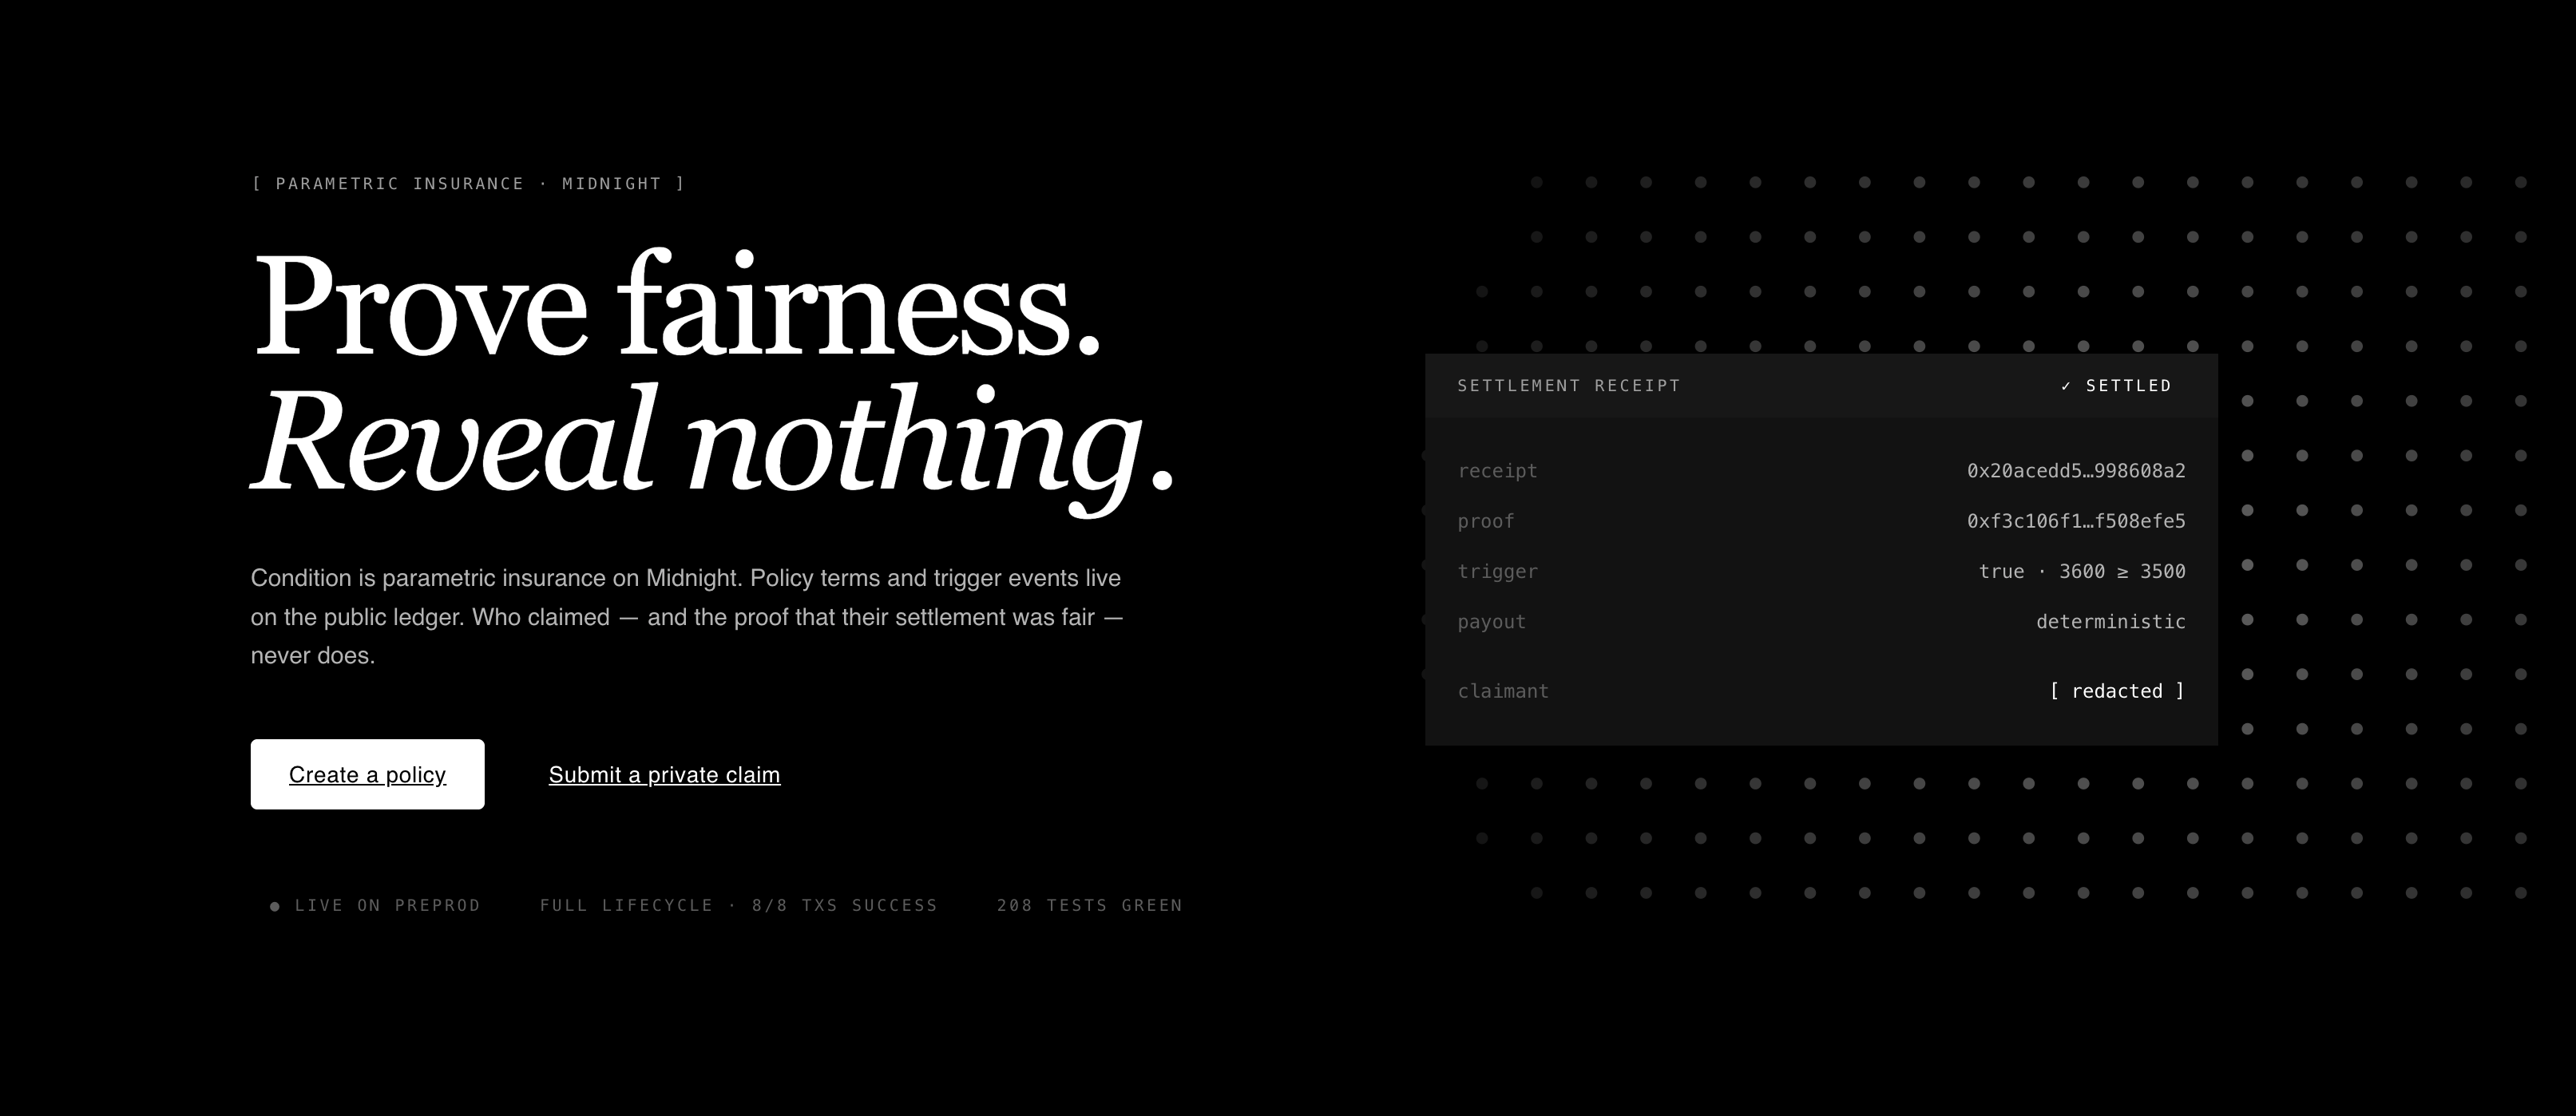 [ PARAMETRIC INSURANCE · MIDNIGHT ]
Prove fairness.
Reveal nothing.
Condition is parametric insurance on Midnight. Policy terms and trigger events live
on the public ledger. Who claimed — and the proof that their settlement was fair —
never does.
Create a policy
Submit a private claim
● LIVE ON PREPROD
FULL LIFECYCLE · 8/8 TXS SUCCESS
208 TESTS GREEN
SETTLEMENT RECEIPT
✓ SETTLED
receipt 0x20acedd5…998608a2
proof 0xf3c106f1…f508efe5
trigger true · 3600 ≥ 3500
payout deterministic
claimant [ redacted ]